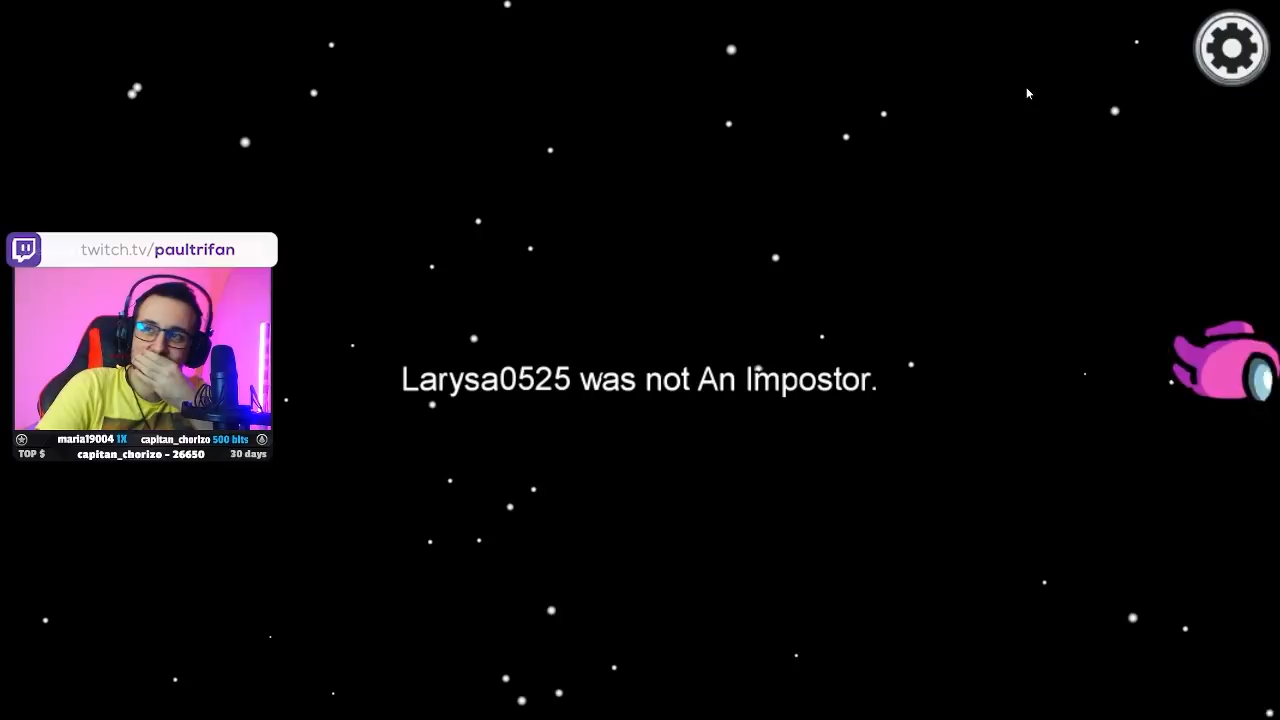 twitch.tv/paultrifan
Larysa0525 was not An Impostor.
maria19004 1X capitan_chorizo 500 bits
TOP $ capitan_chorizo - 26650 30 days